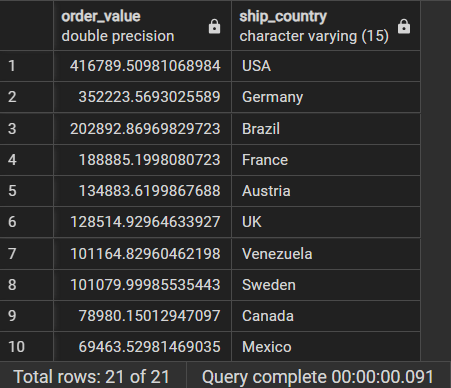 order_value ship_country
double precision character varying (15)
1 416789.50981068984 USA
2 352223.5693025589 Germany
3 202892.86969829723 Brazil
4 188885.1998080723 France
5 134883.6199867688 Austria
6 128514.92964633927 UK
7 101164.82960462198 Venezuela
8 101079.99985535443 Sweden
9 78980.15012947097 Canada
10 69463.52981469035 Mexico
Total rows: 21 of 21 Query complete 00:00:00.091